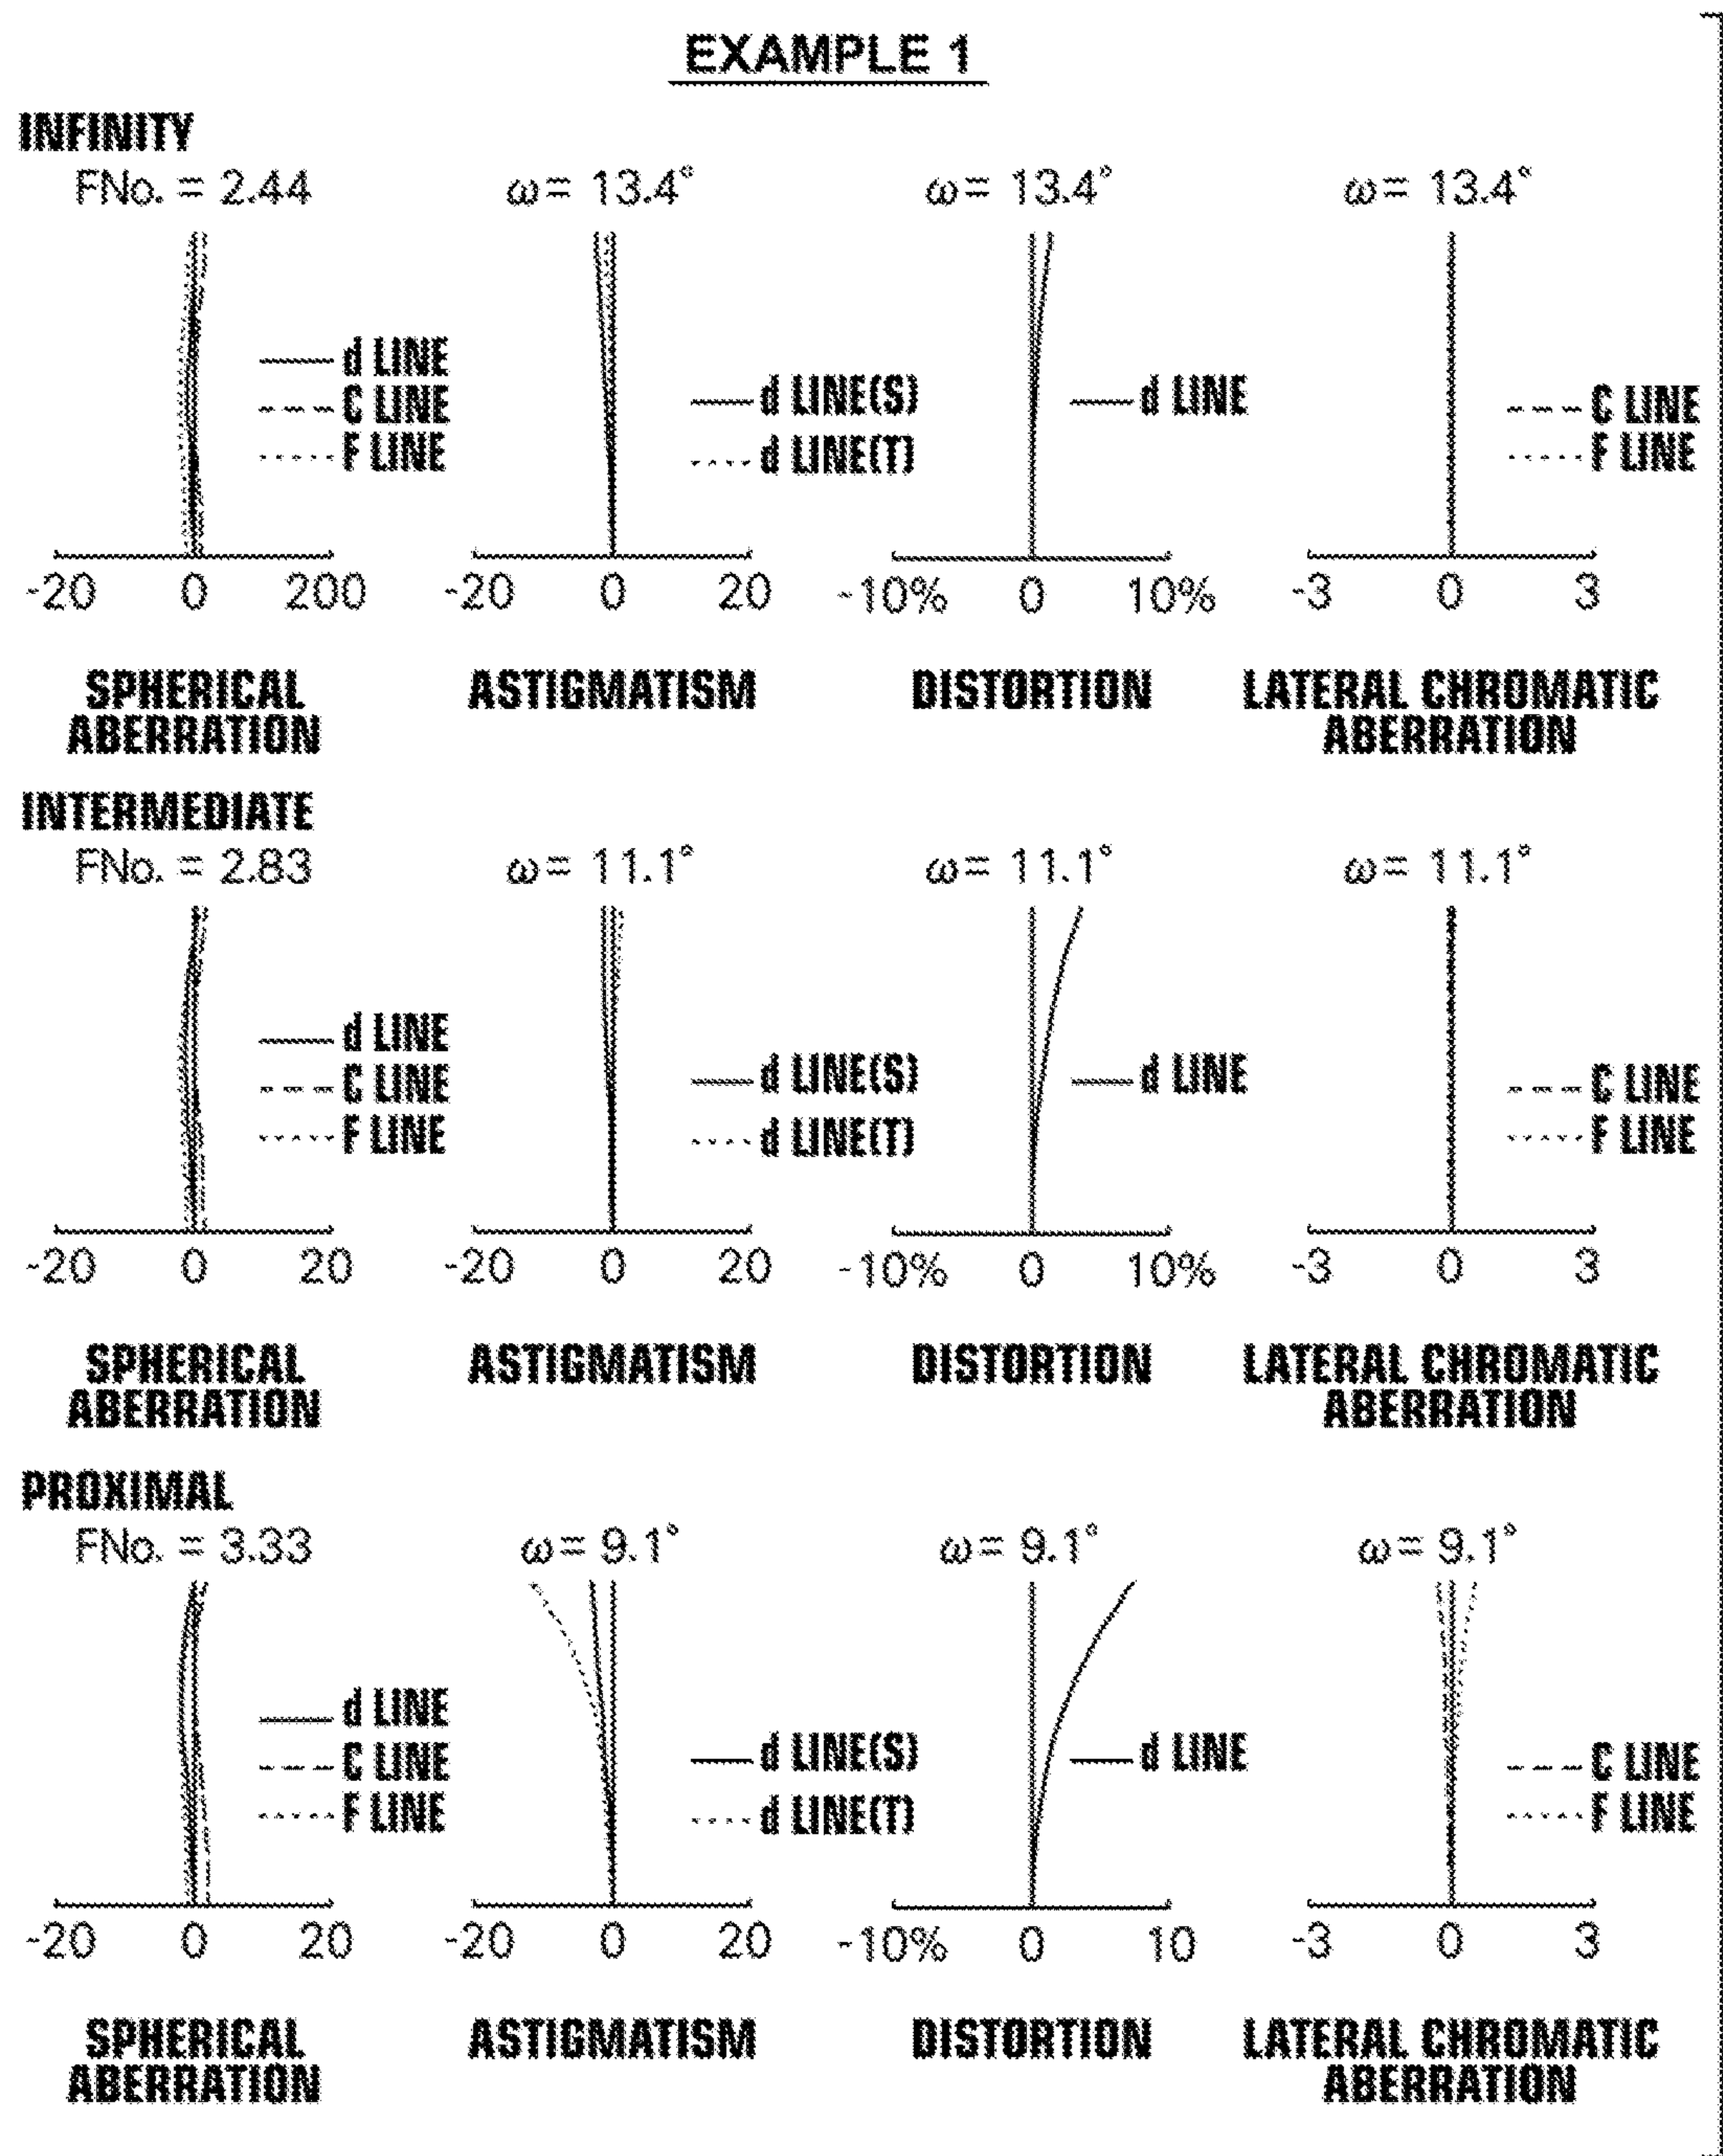 EXAMPLE 1
INFINITY
FNo. = 2.44
ω = 13.4°
ω = 13.4°
ω = 13.4°
d LINE
C LINE
F LINE
d LINE(S)
d LINE(T)
d LINE
C LINE
F LINE
-20 0 200
-20 0 20
-10% 0 10%
-3 0 3
SPHERICAL
ABERRATION
ASTIGMATISM
DISTORTION
LATERAL CHROMATIC
ABERRATION
INTERMEDIATE
FNo. = 2.83
ω = 11.1°
ω = 11.1°
ω = 11.1°
d LINE
C LINE
F LINE
d LINE(S)
d LINE(T)
d LINE
C LINE
F LINE
-20 0 20
-20 0 20
-10% 0 10%
-3 0 3
SPHERICAL
ABERRATION
ASTIGMATISM
DISTORTION
LATERAL CHROMATIC
ABERRATION
PROXIMAL
FNo. = 3.33
ω = 9.1°
ω = 9.1°
ω = 9.1°
d LINE
C LINE
F LINE
d LINE(S)
d LINE(T)
d LINE
C LINE
F LINE
-20 0 20
-20 0 20
-10% 0 10
-3 0 3
SPHERICAL
ABERRATION
ASTIGMATISM
DISTORTION
LATERAL CHROMATIC
ABERRATION